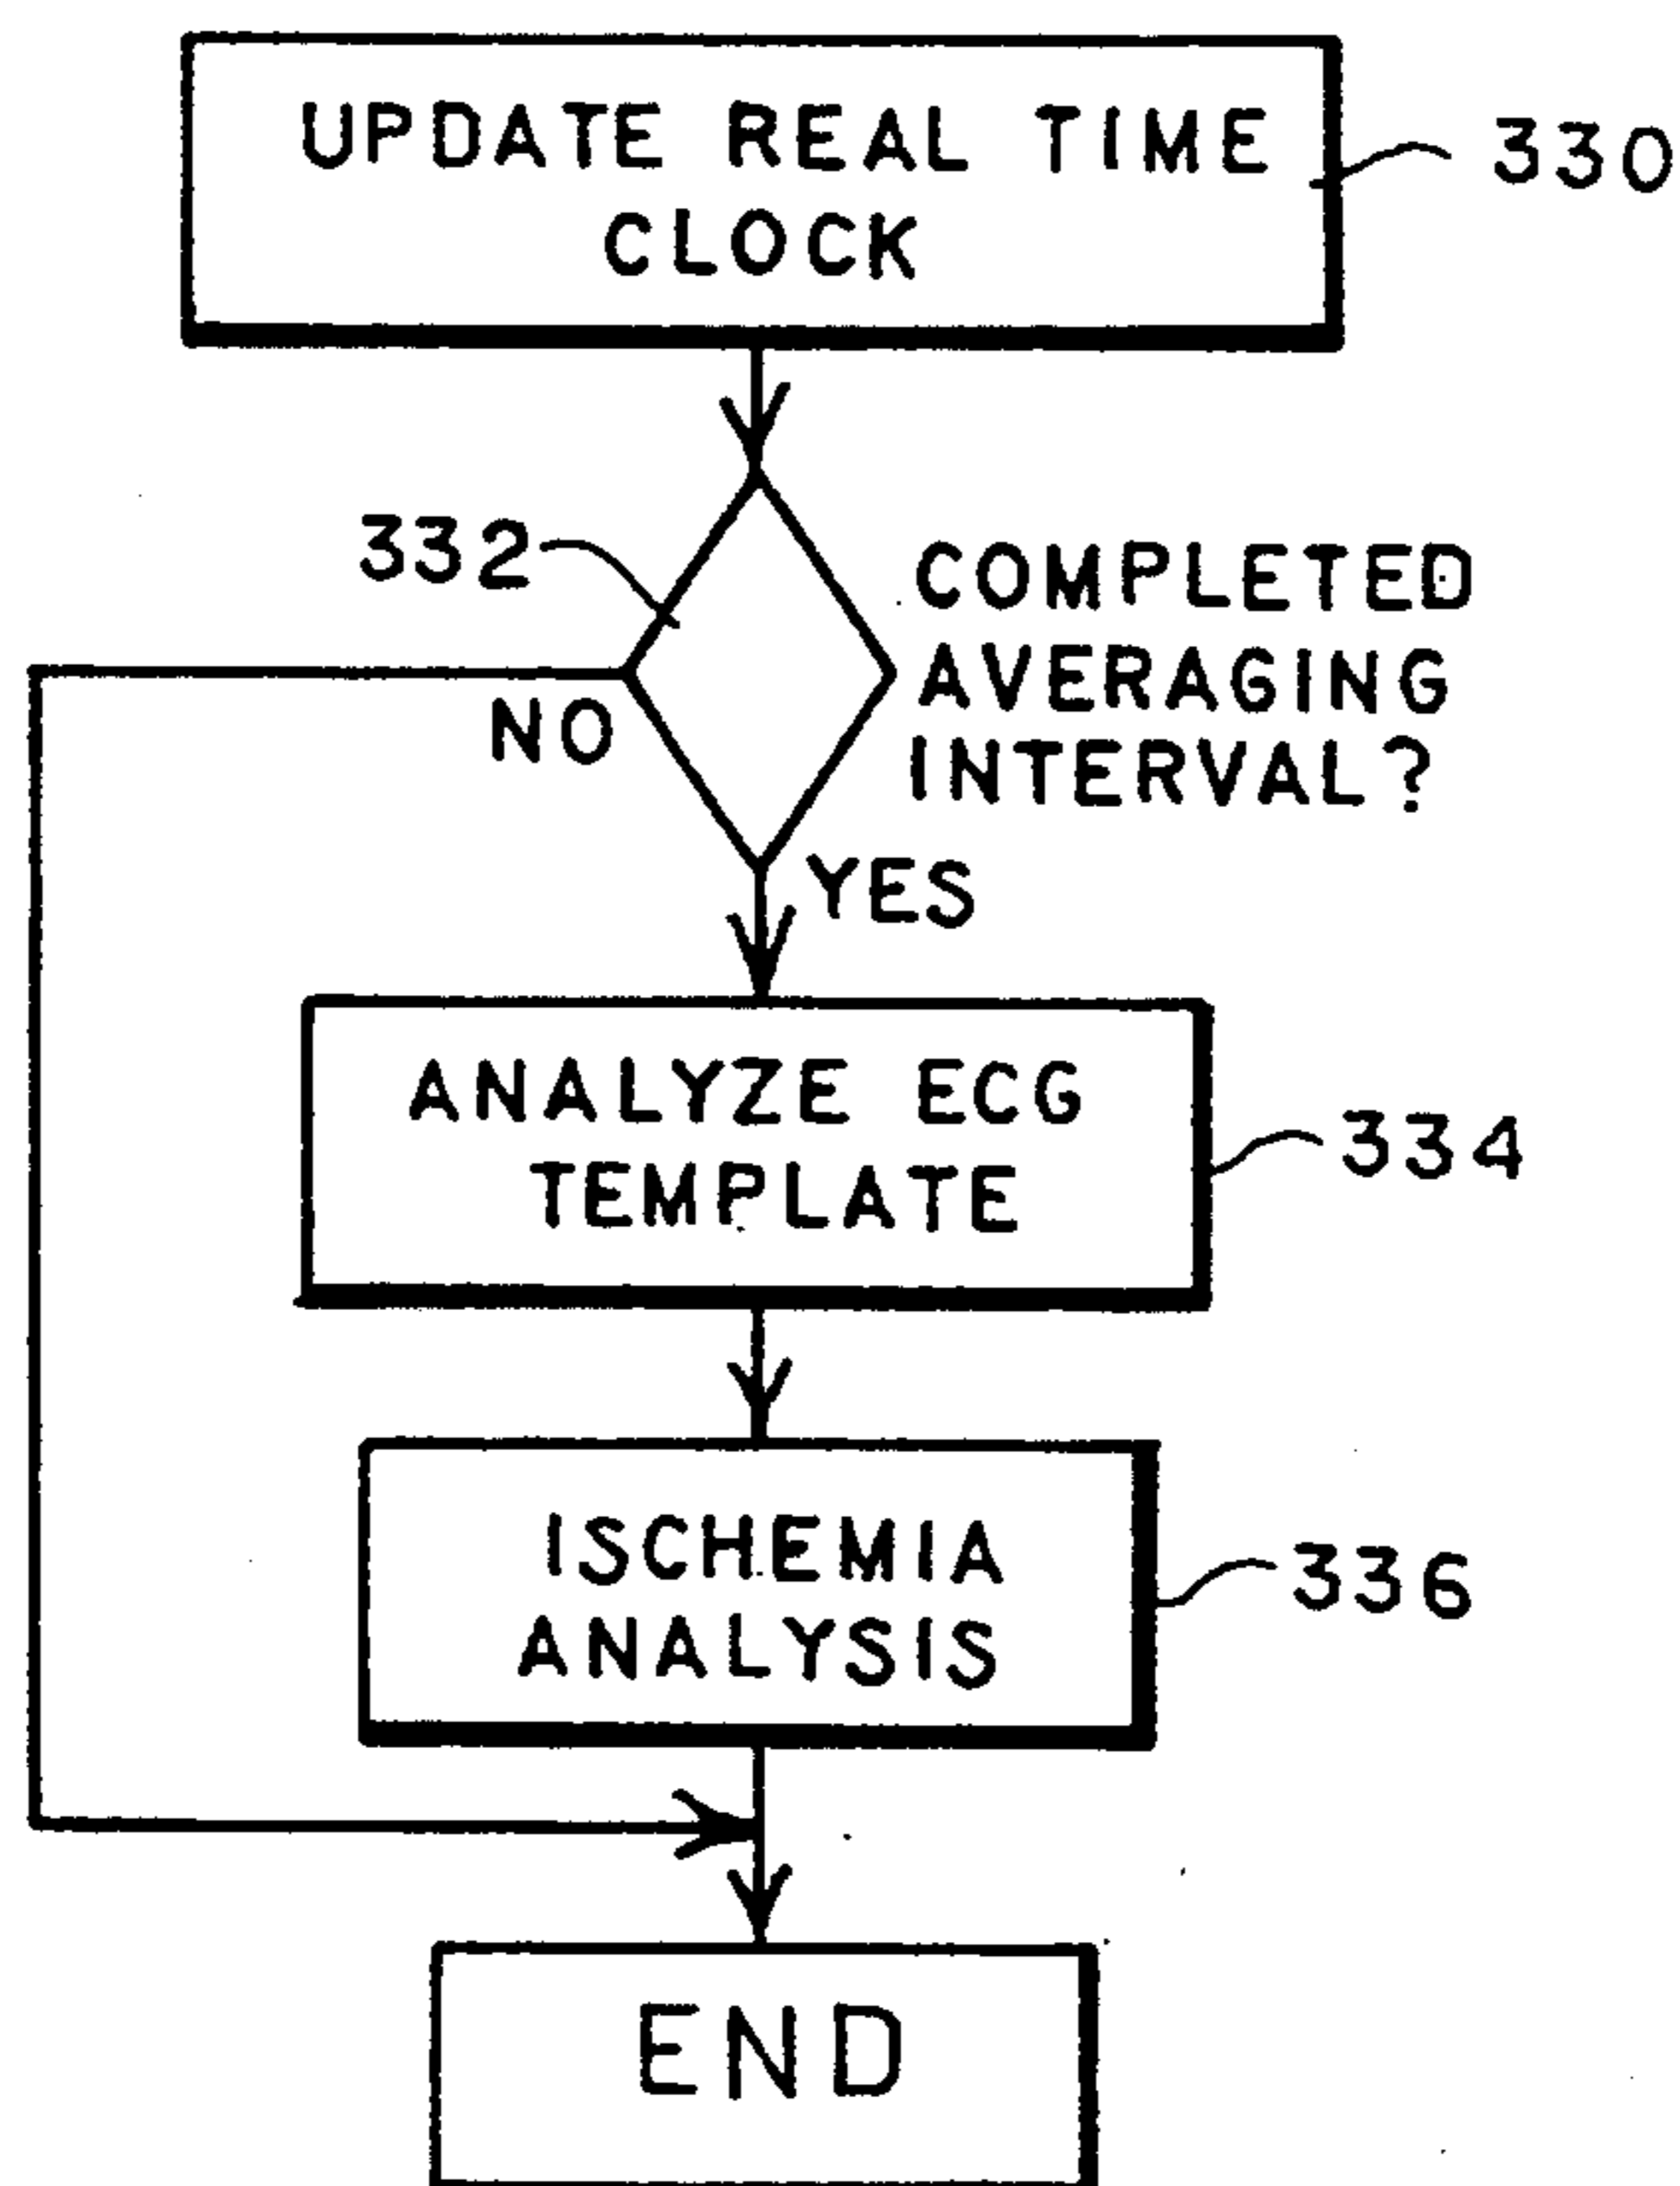 UPDATE REAL TIME
CLOCK
330
332
COMPLETED
AVERAGING
INTERVAL?
NO
YES
ANALYZE ECG
TEMPLATE
334
ISCHEMIA
ANALYSIS
336
END